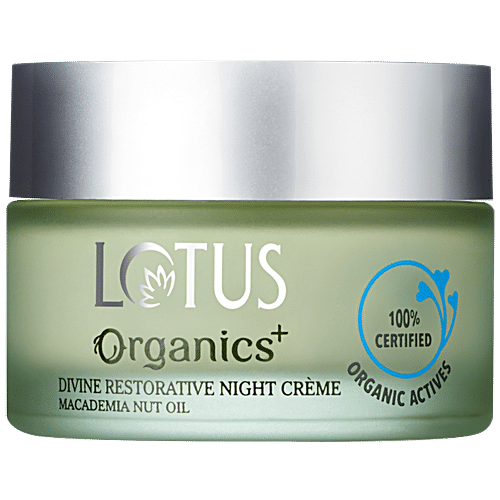 LOTUS
Organics+
DIVINE RESTORATIVE NIGHT CRÈME
MACADEMIA NUT OIL
100%
CERTIFIED
ORGANIC ACTIVES